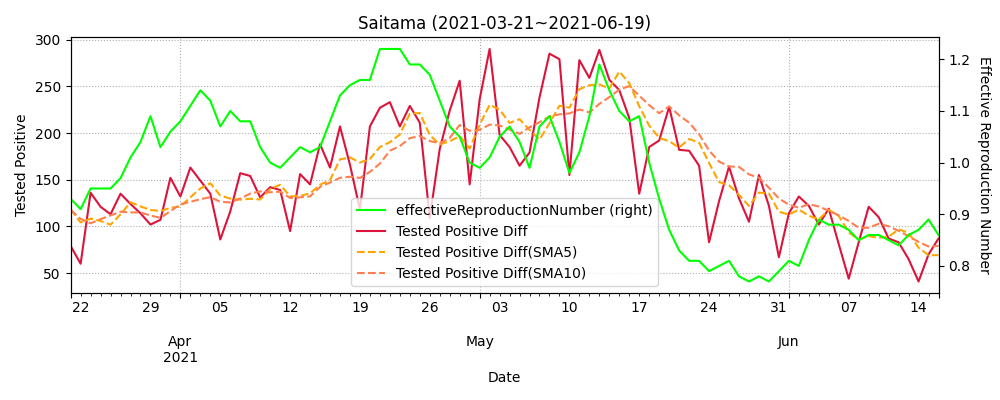 Saitama (2021-03-21~2021-06-19)
300
250
200
150
100
50
Tested Positive
1.2
1.1
1.0
0.9
0.8
Effective Reproduction Number
effectiveReproductionNumber (right)
Tested Positive Diff
Tested Positive Diff(SMA5)
Tested Positive Diff(SMA10)
22 29 05 12 19 26 03 10 17 24 31 07 14
Apr May Jun
2021
Date